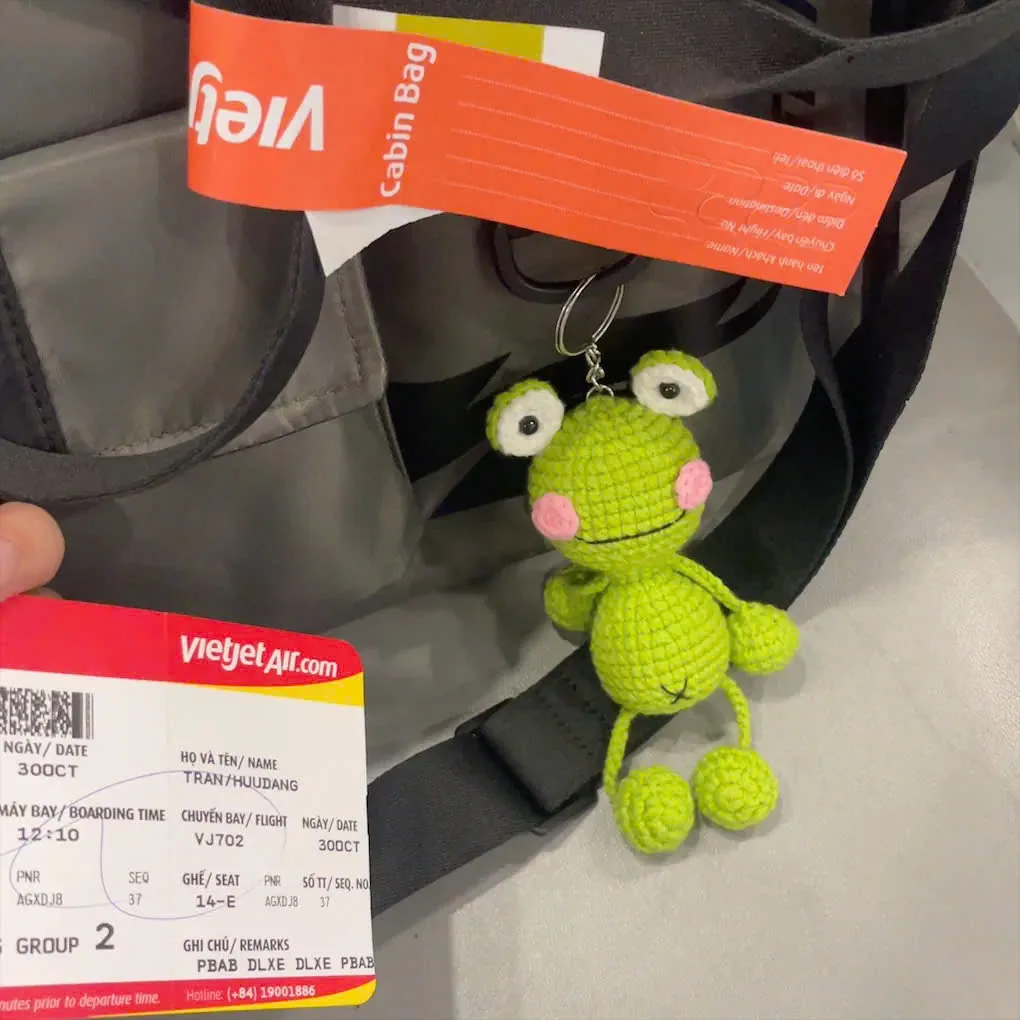 vietj
Cabin Bag
Số điện thoại/Tel:
Ngày đi/Date:
Điểm đến/Destination:
Chuyến bay/Flight No
Tên hành khách/Name:
vietjetAir.com
NGÀY/ DATE
30OCT
MÁY BAY/BOARDING TIME
12:10
PNR SEQ
AGXDJ8 37
GROUP 2
nutes prior to departure time.
HỌ VÀ TÊN/ NAME
TRAN/HUUDANG
CHUYẾN BAY/ FLIGHT NGÀY/ DATE
VJ702 30OCT
GHẾ/ SEAT PNR SỐ TT/ SEQ. NO.
14-E AGXDJ8 37
GHI CHÚ/ REMARKS
PBAB DLXE DLXE PBAB
Hotline: (+84) 19001886